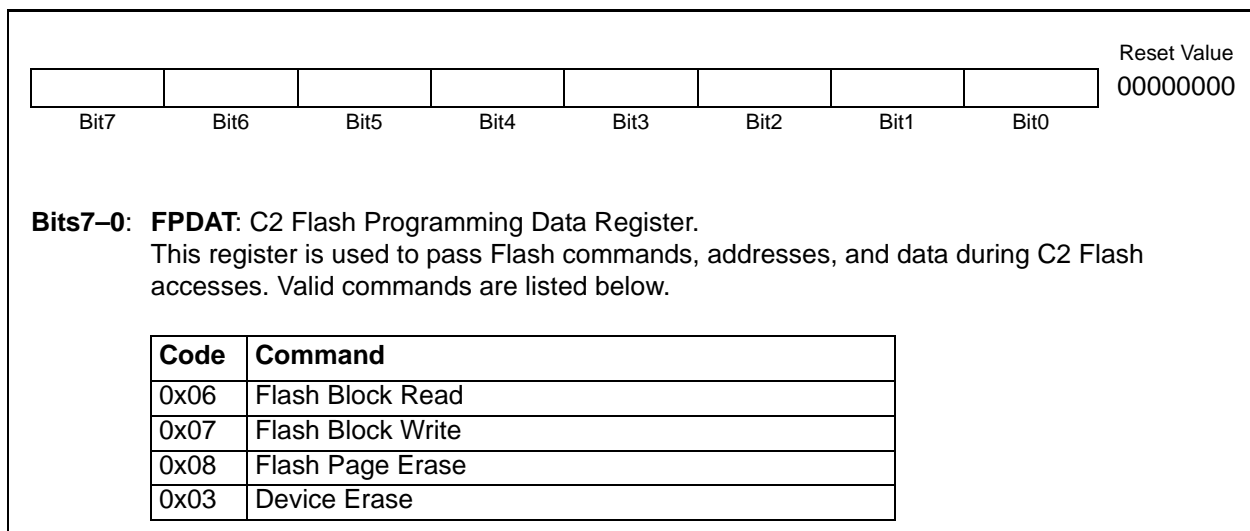 Reset Value
00000000
Bit7 Bit6 Bit5 Bit4 Bit3 Bit2 Bit1 Bit0
Bits7–0: FPDAT: C2 Flash Programming Data Register.
This register is used to pass Flash commands, addresses, and data during C2 Flash
accesses. Valid commands are listed below.
Code Command
0x06 Flash Block Read
0x07 Flash Block Write
0x08 Flash Page Erase
0x03 Device Erase